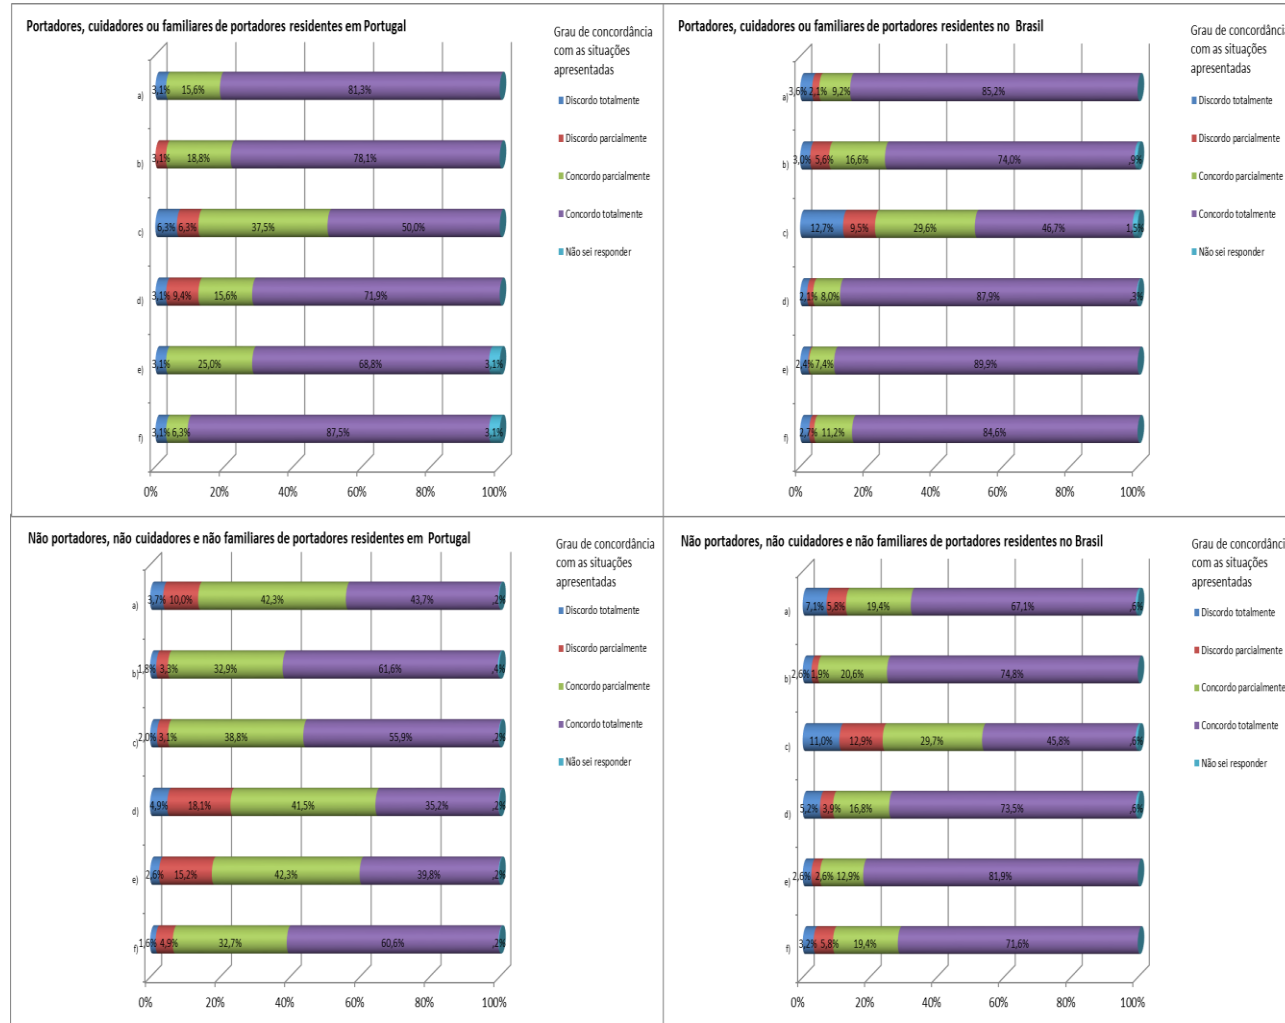 Portadores, cuidadores ou familiares de portadores residentes em Portugal
Grau de concordância
com as situações
apresentadas
Discordo totalmente
Discordo parcialmente
Concordo parcialmente
Concordo totalmente
Não sei responder
a) 3,1% 15,6% 81,3%
b) 3,1% 18,8% 78,1%
c) 6,3% 6,3% 37,5% 50,0%
d) 3,1% 9,4% 15,6% 71,9%
e) 3,1% 25,0% 68,8% 3,1%
f) 3,1% 6,3% 87,5% 3,1%
0% 20% 40% 60% 80% 100%
Portadores, cuidadores ou familiares de portadores residentes no Brasil
Grau de concordância
com as situações
apresentadas
Discordo totalmente
Discordo parcialmente
Concordo parcialmente
Concordo totalmente
Não sei responder
a) 3,6% 2,1% 9,2% 85,2%
b) 3,0% 5,6% 16,6% 74,0% ,9%
c) 12,7% 9,5% 29,6% 46,7% 1,5%
d) 2,1% 8,0% 87,9% ,3%
e) 2,4% 7,4% 89,9%
f) 2,7% 11,2% 84,6%
0% 20% 40% 60% 80% 100%
Não portadores, não cuidadores e não familiares de portadores residentes em Portugal
Grau de concordância
com as situações
apresentadas
Discordo totalmente
Discordo parcialmente
Concordo parcialmente
Concordo totalmente
Não sei responder
a) 3,7% 10,0% 42,3% 43,7% ,2%
b) 1,8% 3,3% 32,9% 61,6% ,4%
c) 2,0% 3,1% 38,8% 55,9% ,2%
d) 4,9% 18,1% 41,5% 35,2% ,2%
e) 2,6% 15,2% 42,3% 39,8% ,2%
f) 1,6% 4,9% 32,7% 60,6% ,2%
0% 20% 40% 60% 80% 100%
Não portadores, não cuidadores e não familiares de portadores residentes no Brasil
Grau de concordância
com as situações
apresentadas
Discordo totalmente
Discordo parcialmente
Concordo parcialmente
Concordo totalmente
Não sei responder
a) 7,1% 5,8% 19,4% 67,1% ,6%
b) 2,6% 1,9% 20,6% 74,8%
c) 11,0% 12,9% 29,7% 45,8% ,6%
d) 5,2% 3,9% 16,8% 73,5% ,6%
e) 2,6% 2,6% 12,9% 81,9%
f) 3,2% 5,8% 19,4% 71,6%
0% 20% 40% 60% 80% 100%